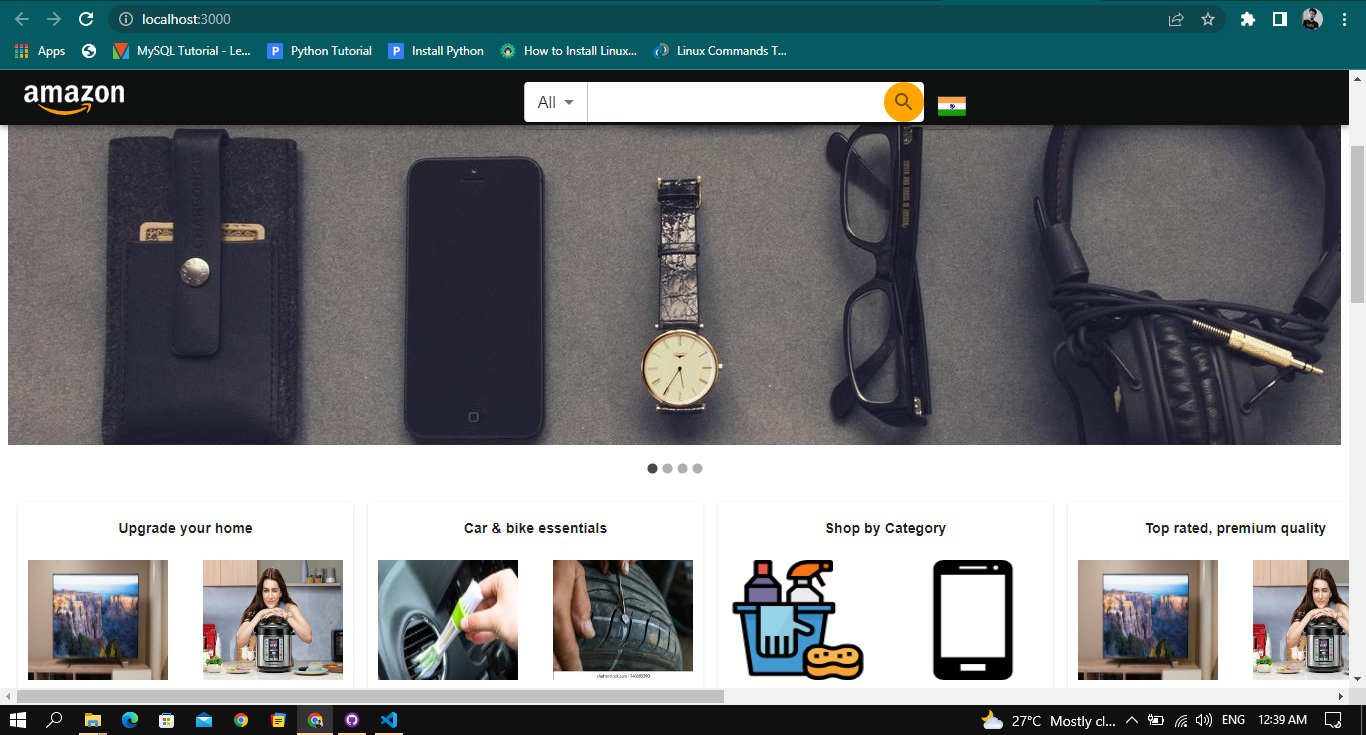 localhost:3000
Apps
MySQL Tutorial - Le...
Python Tutorial
Install Python
How to Install Linux...
Linux Commands T...
amazon
All
Upgrade your home
Car & bike essentials
Shop by Category
Top rated, premium quality
27°C Mostly cl...
ENG
12:39 AM